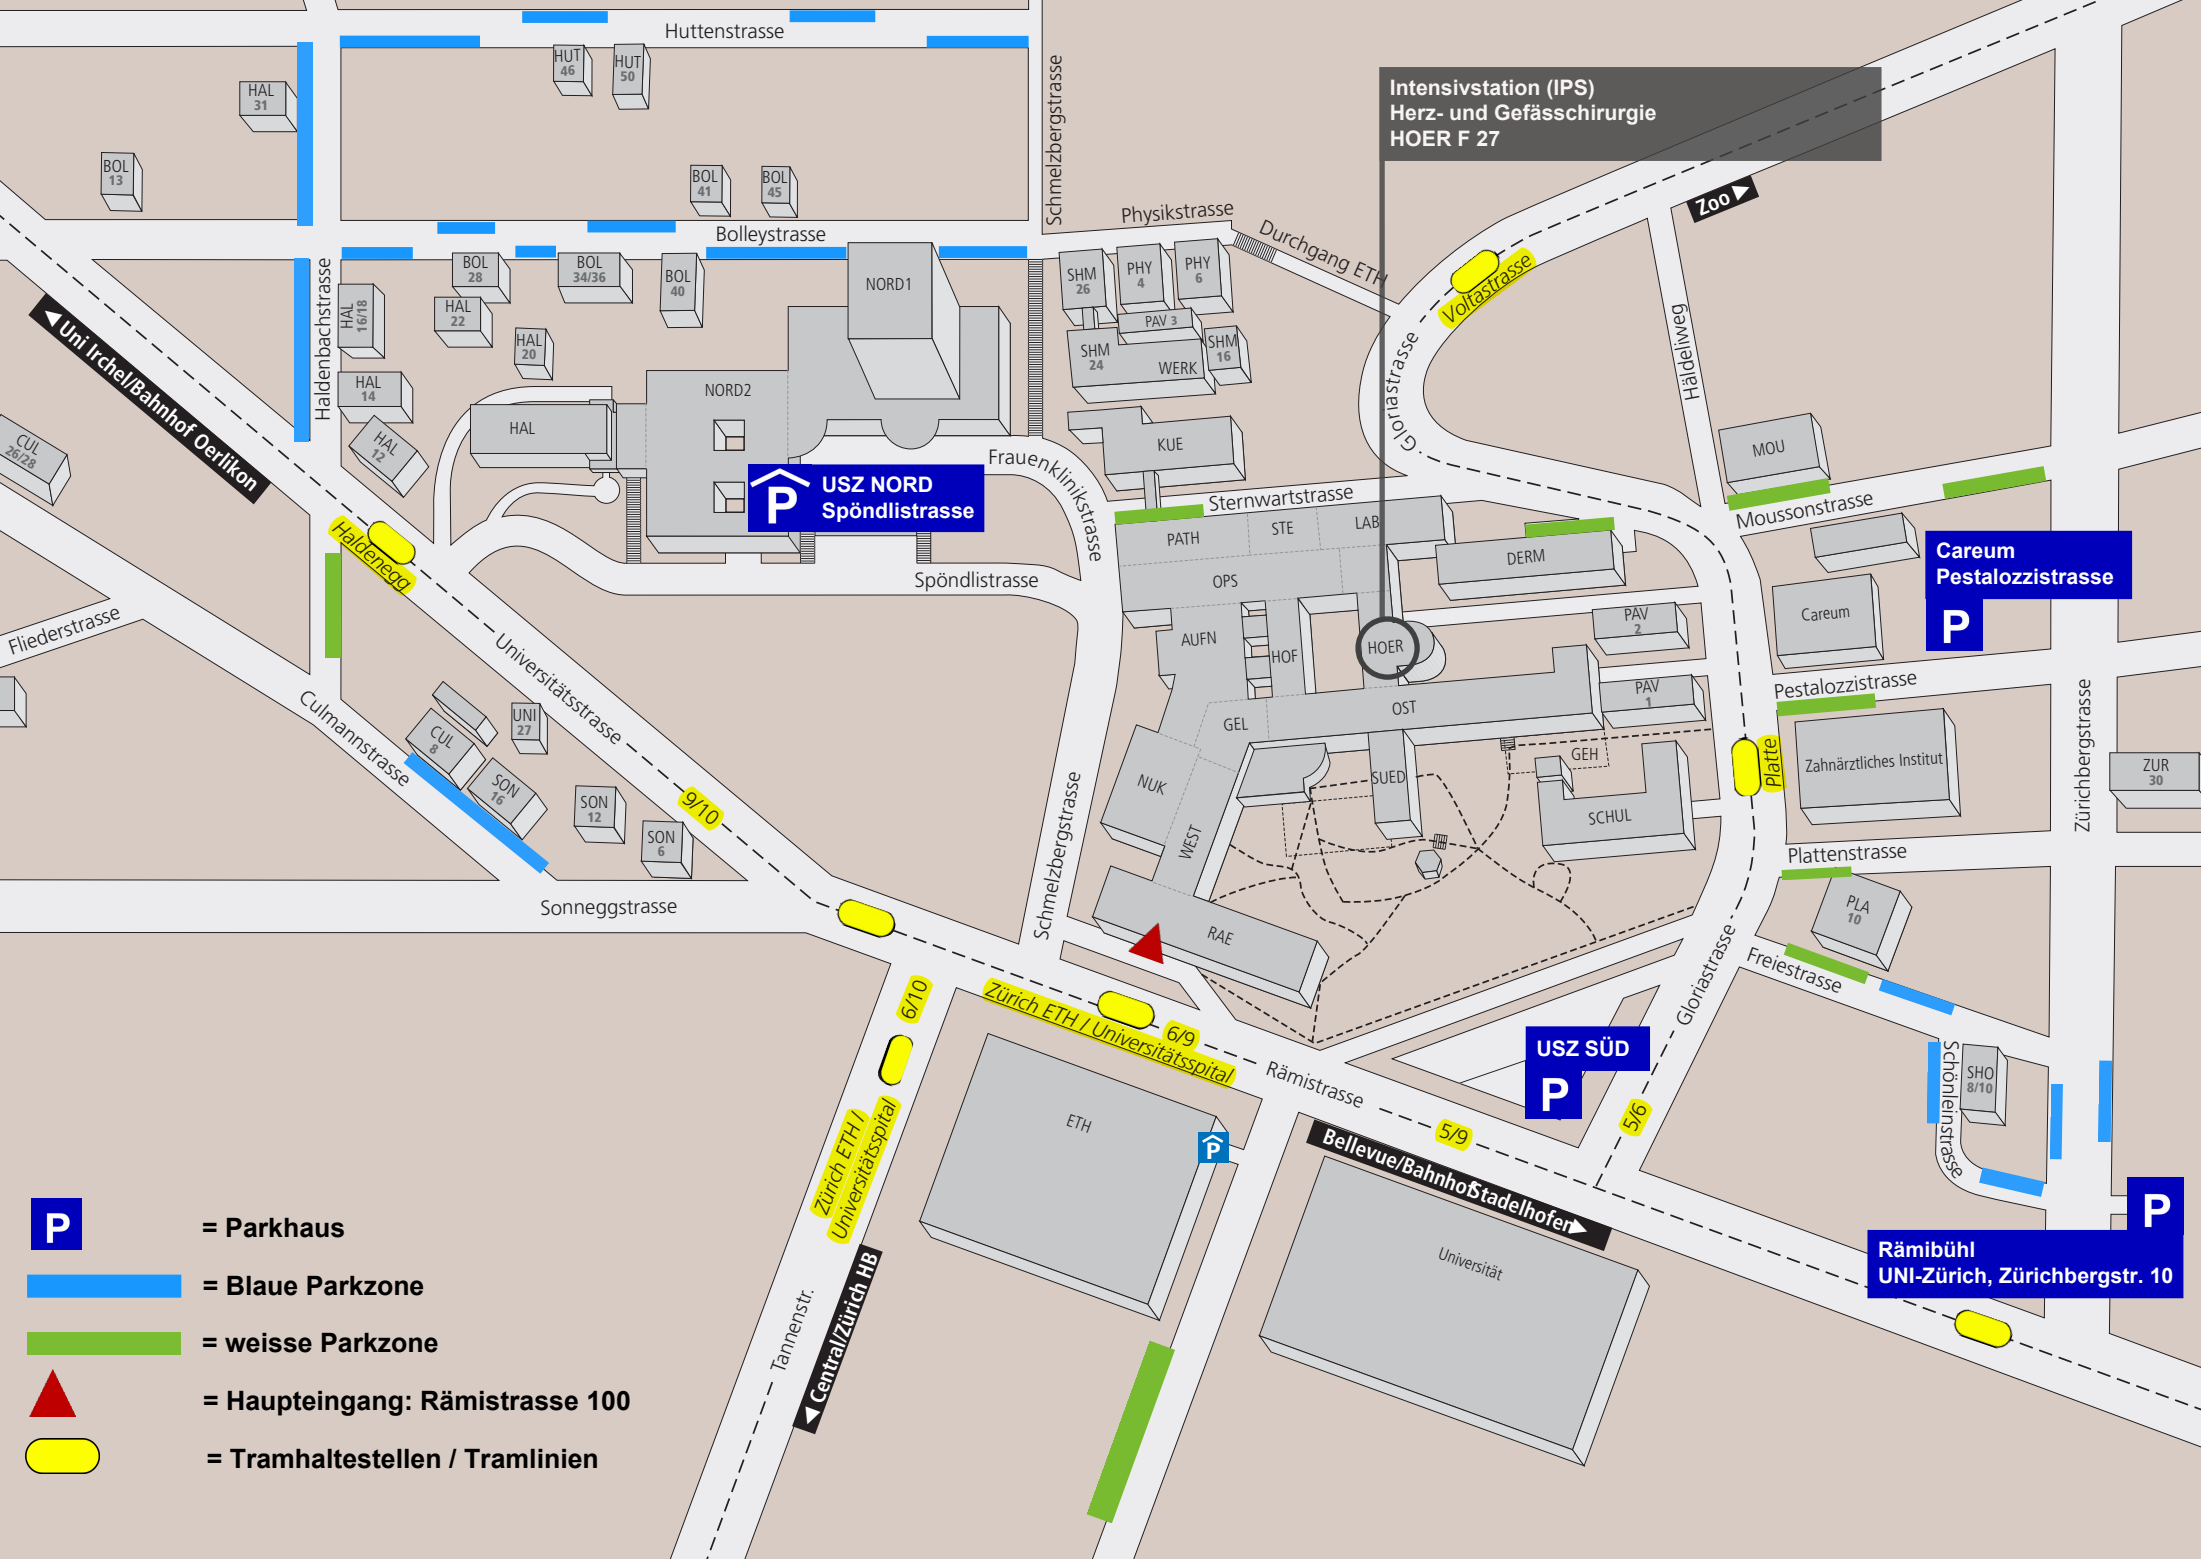 Huttenstrasse
HUT
46
HUT
50
HAL
31
BOL
13
BOL
41
BOL
45
Schmelzbergstrasse
Intensivstation (IPS)
Herz- und Gefässchirurgie
HOER F 27
Zoo
Physikstrasse
Durchgang ETH
Bolleystrasse
Voltastrasse
Haldenbachstrasse
BOL
28
BOL
34/36
BOL
40
NORD1
SHM
26
PHY
4
PHY
6
HAL
16/18
HAL
22
HAL
20
PAV 3
SHM
24
WERK
SHM
16
Gloriastrasse
Häldeliweg
Uni Irchel/Bahnhof Oerlikon
HAL
14
NORD2
HAL
HAL
12
CUL
26/28
KUE
MOU
Frauenklinikstrasse
USZ NORD
Spöndlistrasse
P
Sternwartstrasse
Moussonstrasse
PATH
STE
LAB
DERM
OPS
Careum
Pestalozzistrasse
P
Haldenegg
Spöndlistrasse
Fliederstrasse
Universitätsstrasse
AUFN
HOF
HOER
PAV
2
Careum
Culmannstrasse
PAV
1
OST
GEL
Pestalozzistrasse
Zürichbergstrasse
UNI
27
CUL
8
SON
16
SON
12
SON
6
9/10
NUK
SUED
GEH
Platte
Zahnärztliches Institut
ZUR
30
WEST
SCHUL
Plattenstrasse
Schmelzbergstrasse
Sonneggstrasse
RAE
PLA
10
Freiestrasse
Gloriastrasse
6/10
Zürich ETH / Universitätsspital
6/9
Rämistrasse
USZ SÜD
P
Schönleinstrasse
SHO
8/10
ETH
P
5/9
5/6
Zürich ETH /
Universitätsspital
Bellevue/Bahnhof Stadelhofen
Universität
P
Rämibühl
UNI-Zürich, Zürichbergstr. 10
Tannenstr.
Central/Zürich HB
P = Parkhaus
= Blaue Parkzone
= weisse Parkzone
= Haupteingang: Rämistrasse 100
= Tramhaltestellen / Tramlinien